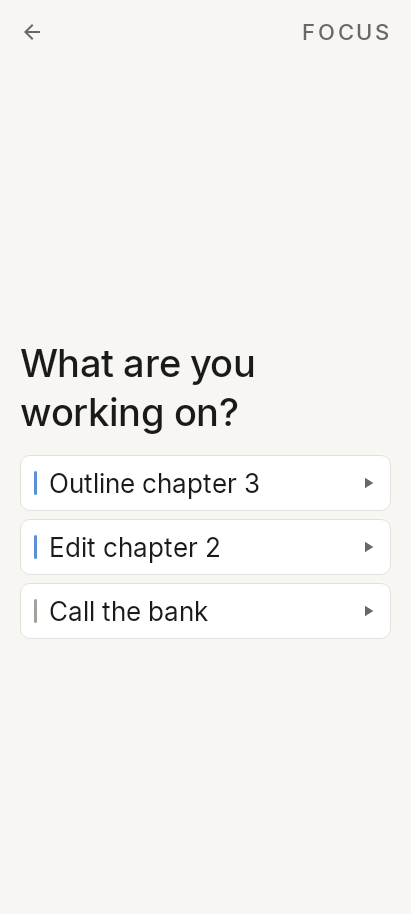 FOCUS
What are you
working on?
Outline chapter 3
Edit chapter 2
Call the bank